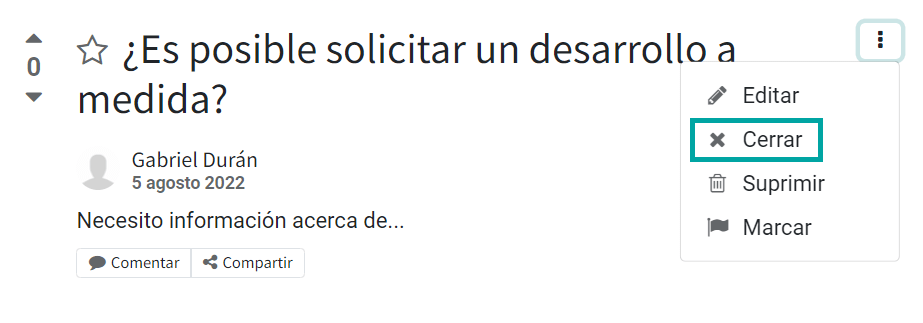 ¿Es posible solicitar un desarrollo a
medida?
0
Gabriel Durán
5 agosto 2022
Necesito información acerca de...
Comentar Compartir
Editar
Cerrar
Suprimir
Marcar